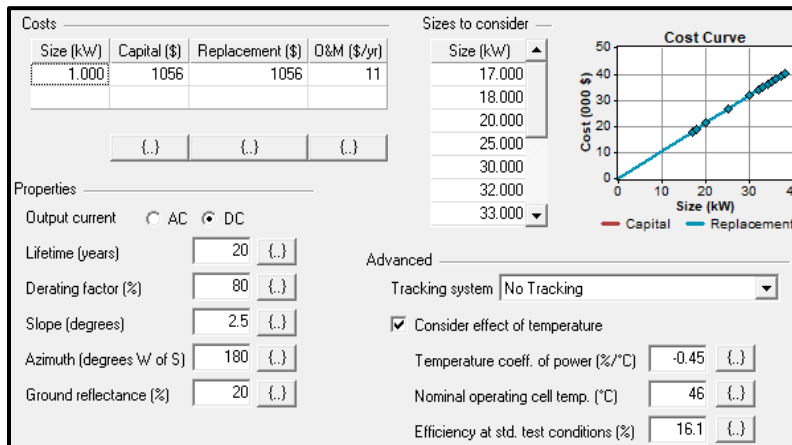 Costs
Size (kW) Capital ($) Replacement ($) O&M ($/yr)
1.000 1056 1056 11
{..} {..} {..}
Sizes to consider
Size (kW)
17.000
18.000
20.000
25.000
30.000
32.000
33.000
Cost Curve
50
40
30
20
10
0
Cost (000 $)
0 10 20 30 4
Size (kW)
Capital Replacement
Properties
Output current AC DC
Lifetime (years) 20 {..}
Derating factor (%) 80 {..}
Slope (degrees) 2.5 {..}
Azimuth (degrees W of S) 180 {..}
Ground reflectance (%) 20 {..}
Advanced
Tracking system No Tracking
Consider effect of temperature
Temperature coeff. of power (%/°C) -0.45 {..}
Nominal operating cell temp. (°C) 46 {..}
Efficiency at std. test conditions (%) 16.1 {..}